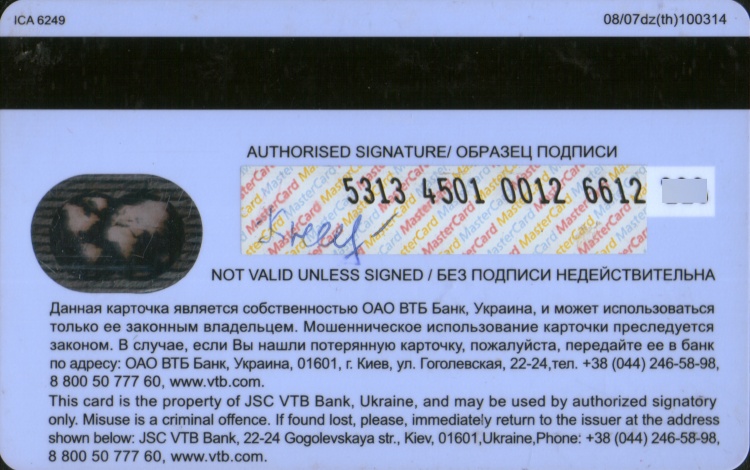 ICA 6249
08/07dz(th)100314
AUTHORISED SIGNATURE/ ОБРАЗЕЦ ПОДПИСИ
5313 4501 0012 6612
NOT VALID UNLESS SIGNED / БЕЗ ПОДПИСИ НЕДЕЙСТВИТЕЛЬНА
Данная карточка является собственностью ОАО ВТБ Банк, Украина, и может использоваться
только ее законным владельцем. Мошенническое использование карточки преследуется
законом. В случае, если Вы нашли потерянную карточку, пожалуйста, передайте ее в банк
по адресу: ОАО ВТБ Банк, Украина, 01601, г. Киев, ул. Гоголевская, 22-24,тел. +38 (044) 246-58-98,
8 800 50 777 60, www.vtb.com.
This card is the property of JSC VTB Bank, Ukraine, and may be used by authorized signatory
only. Misuse is a criminal offence. If found lost, please, immediately return to the issuer at the address
shown below: JSC VTB Bank, 22-24 Gogolevskaya str., Kiev, 01601,Ukraine,Phone: +38 (044) 246-58-98,
8 800 50 777 60, www.vtb.com.